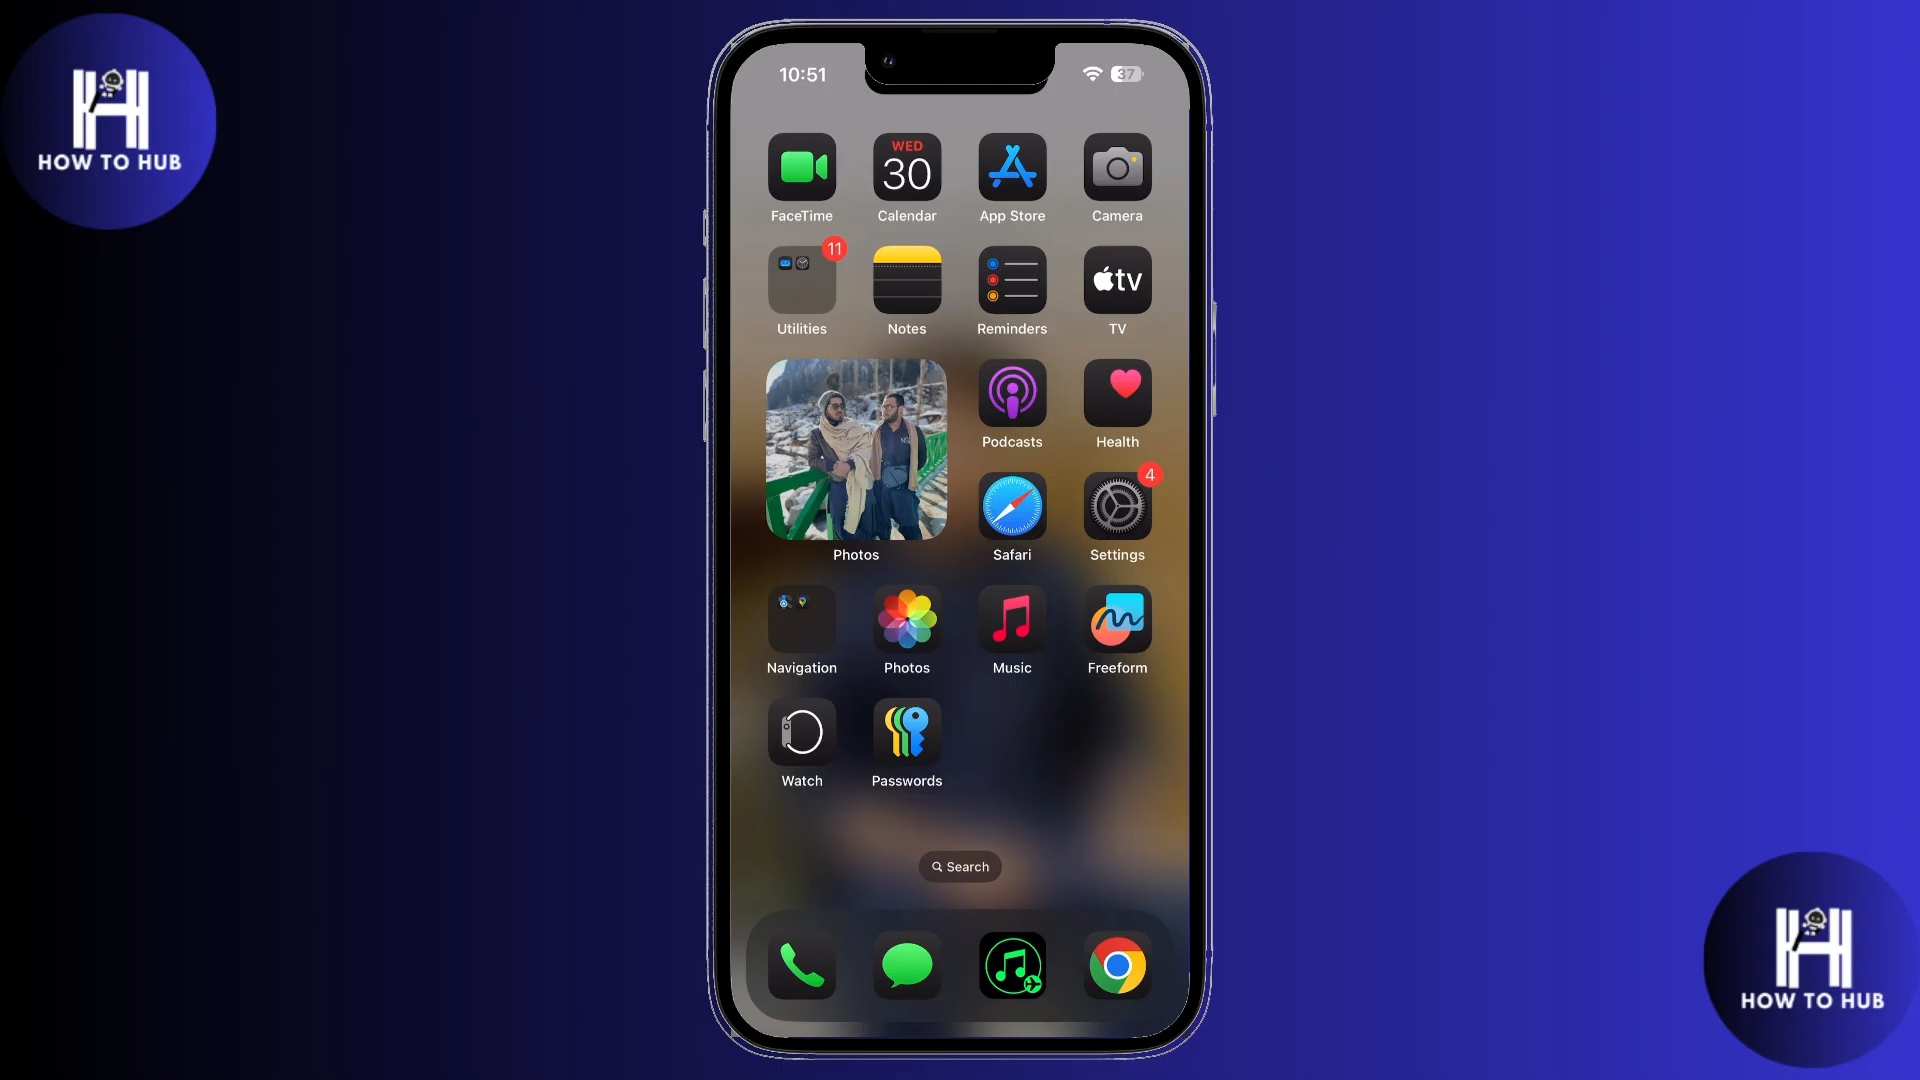 HOW TO HUB
10:51
37
WED
30
FaceTime
Calendar
App Store
Camera
11
Utilities
Notes
Reminders
tv
TV
Podcasts
Health
4
Photos
Safari
Settings
Navigation
Photos
Music
Freeform
Watch
Passwords
Search
HOW TO HUB